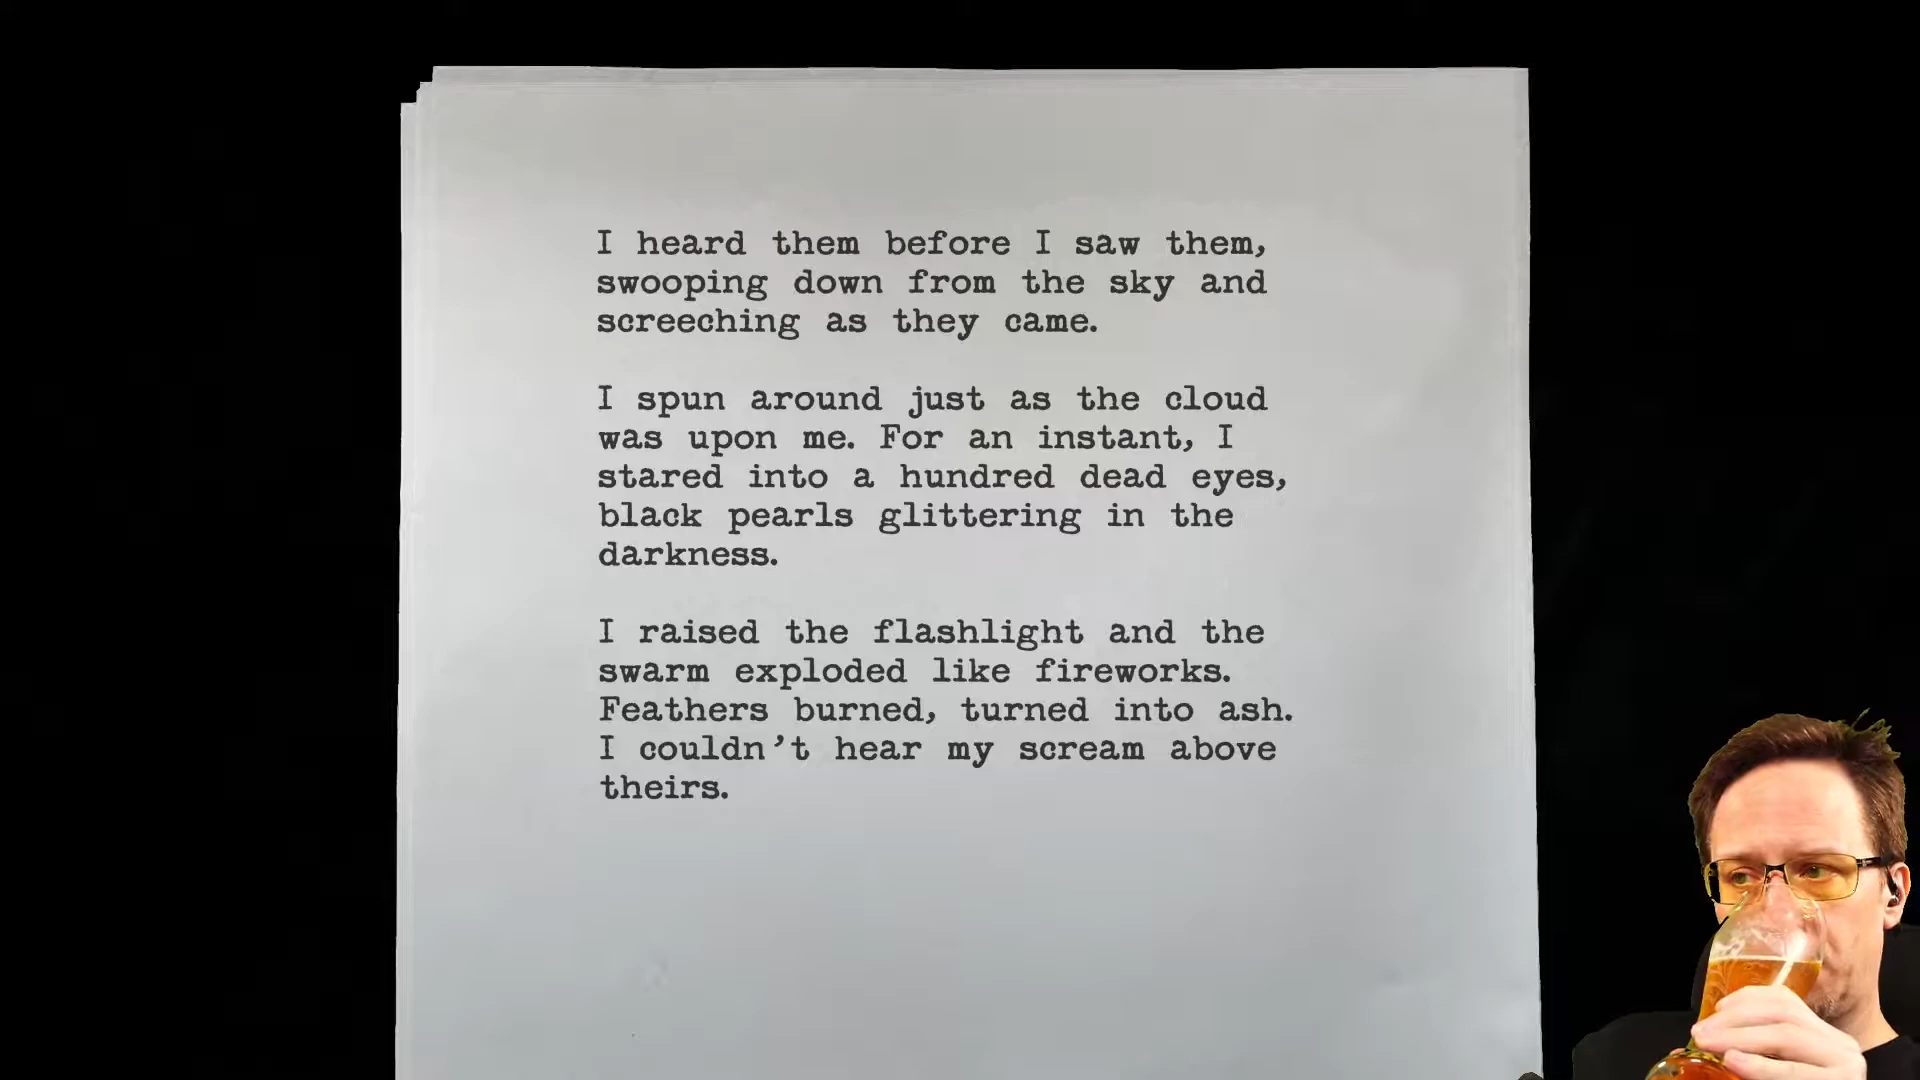 I heard them before I saw them,
swooping down from the sky and
screeching as they came.
I spun around just as the cloud
was upon me. For an instant, I
stared into a hundred dead eyes,
black pearls glittering in the
darkness.
I raised the flashlight and the
swarm exploded like fireworks.
Feathers burned, turned into ash.
I couldn’t hear my scream above
theirs.